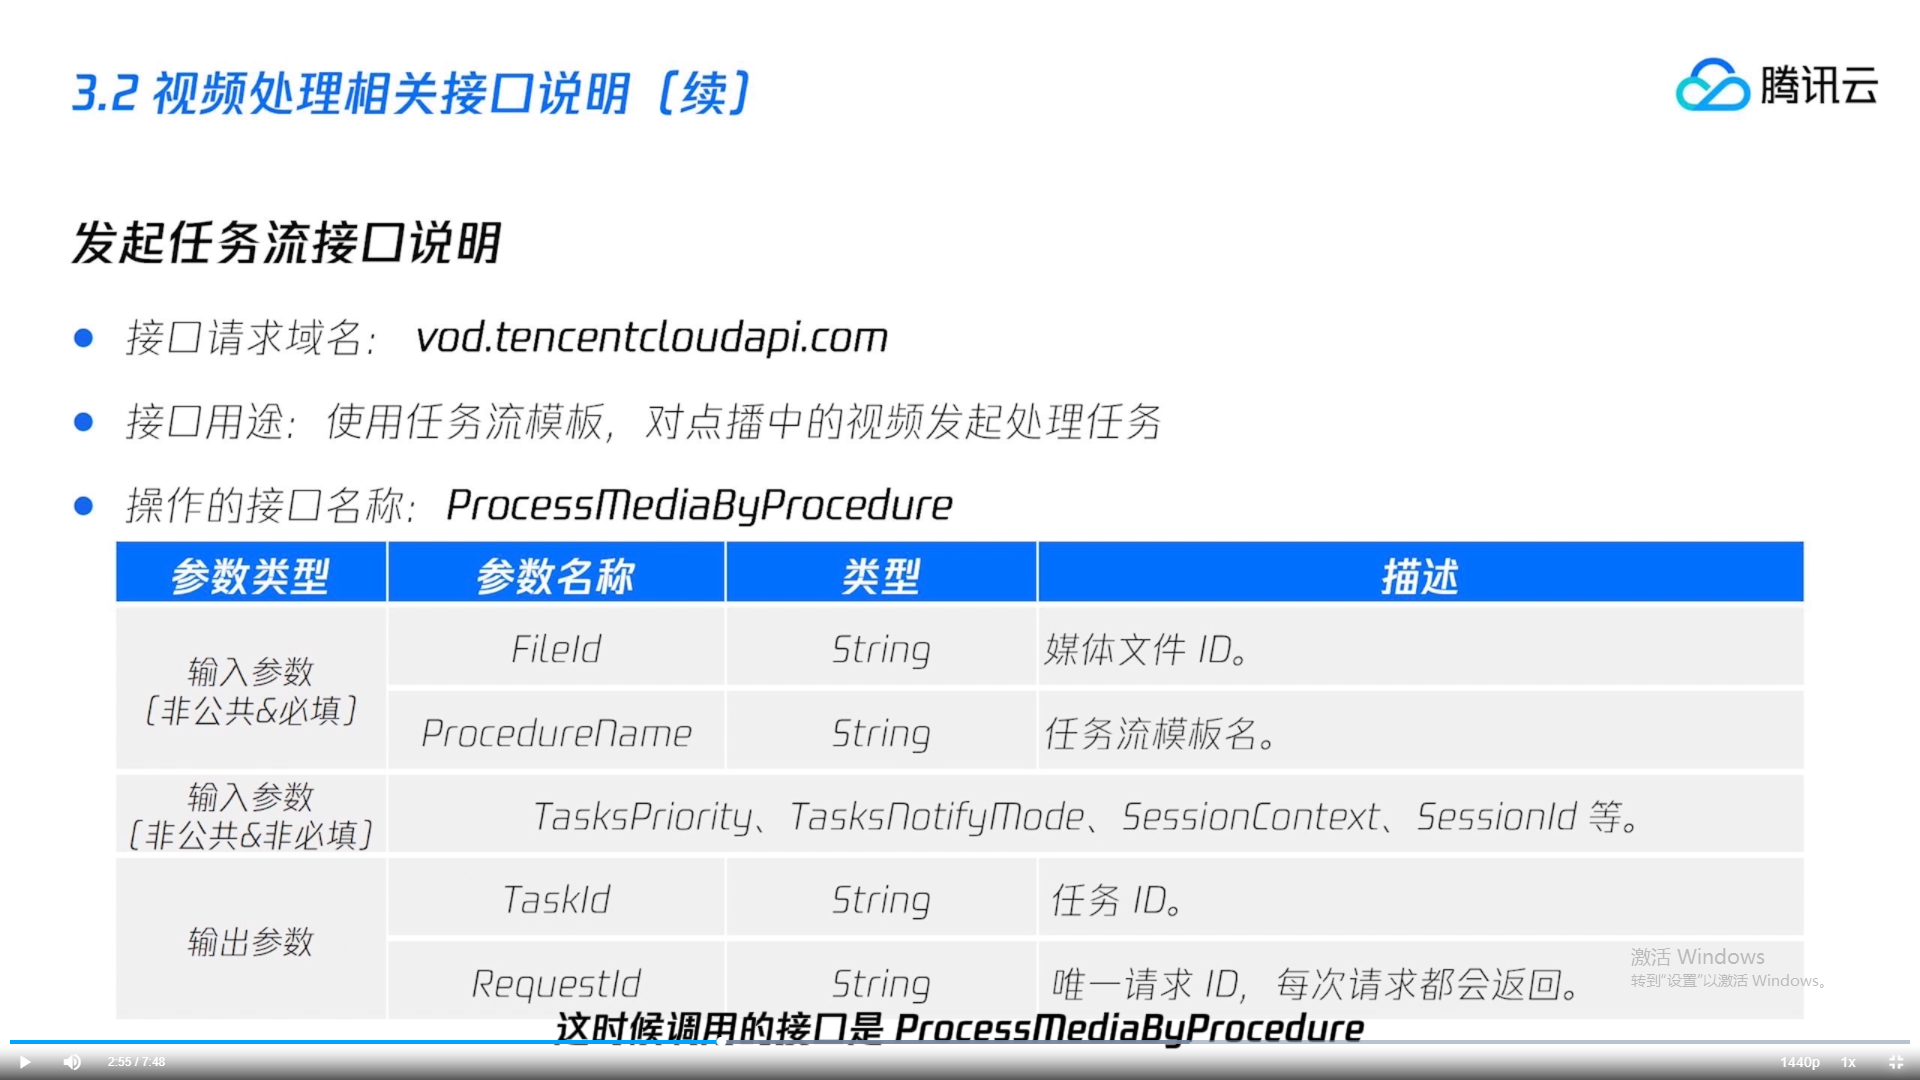 3.2 视频处理相关接口说明（续）
腾讯云
发起任务流接口说明
接口请求域名： vod.tencentcloudapi.com
接口用途：使用任务流模板，对点播中的视频发起处理任务
操作的接口名称：ProcessMediaByProcedure
参数类型 参数名称 类型 描述
输入参数
（非公共&必填）
FileId String 媒体文件 ID。
ProcedureName String 任务流模板名。
输入参数
（非公共&非必填）
TasksPriority、TasksNotifyMode、SessionContext、SessionId 等。
输出参数
TaskId String 任务 ID。
RequestId String 唯一请求 ID，每次请求都会返回。
激活 Windows
转到“设置”以激活 Windows。
这时候调用的接口是 ProcessMediaByProcedure
2:55 / 7:48
1440p 1x